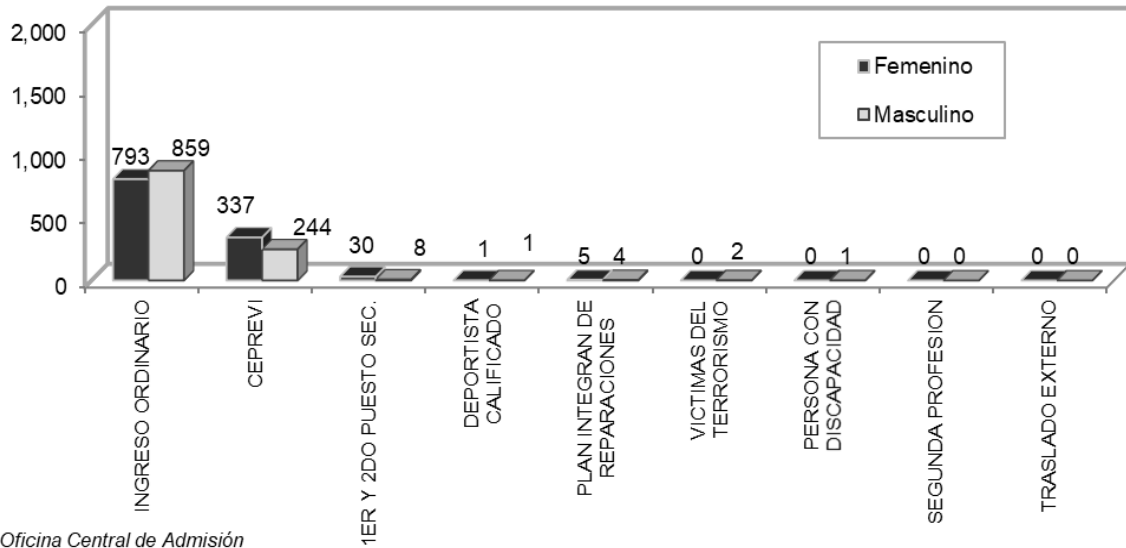 2,000
1,500
1,000
500
0
Femenino
Masculino
793
859
337
244
30
8
1
1
5
4
0
2
0
1
0
0
0
0
INGRESO ORDINARIO
CEPREVI
1ER Y 2DO PUESTO SEC.
DEPORTISTA
CALIFICADO
PLAN INTEGRAN DE
REPARACIONES
VICTIMAS DEL
TERRORISMO
PERSONA CON
DISCAPACIDAD
SEGUNDA PROFESION
TRASLADO EXTERNO
Oficina Central de Admisión